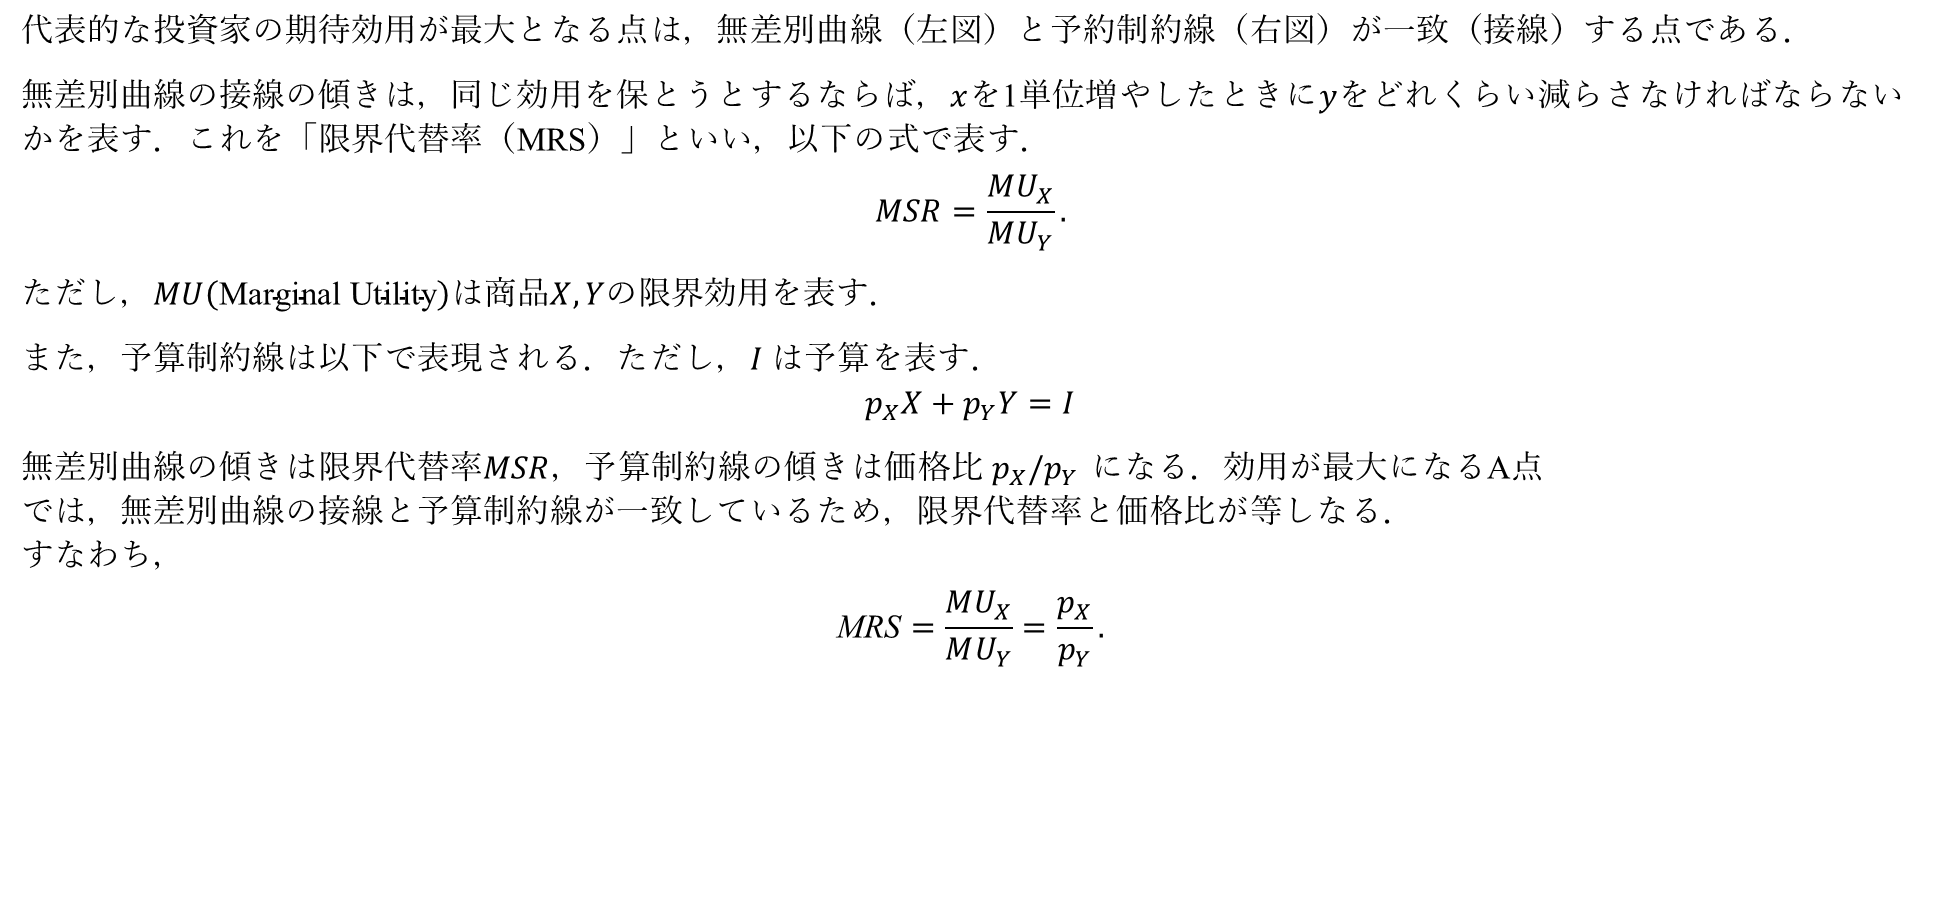 代表的な投資家の期待効用が最大となる点は，無差別曲線（左図）と予約制約線（右図）が一致（接線）する点である．
無差別曲線の接線の傾きは，同じ効用を保とうとするならば，xを1単位増やしたときにyをどれくらい減らさなければならない
かを表す．これを「限界代替率（MRS）」といい，以下の式で表す．
MSR = MU_X / MU_Y .
ただし，MU(Marginal Utility)は商品X, Yの限界効用を表す．
また，予算制約線は以下で表現される．ただし，I は予算を表す．
p_X X + p_Y Y = I
無差別曲線の傾きは限界代替率MSR，予算制約線の傾きは価格比 p_X/p_Y になる．効用が最大になるA点
では，無差別曲線の接線と予算制約線が一致しているため，限界代替率と価格比が等しなる．
すなわち，
MRS = MU_X / MU_Y = p_X / p_Y .